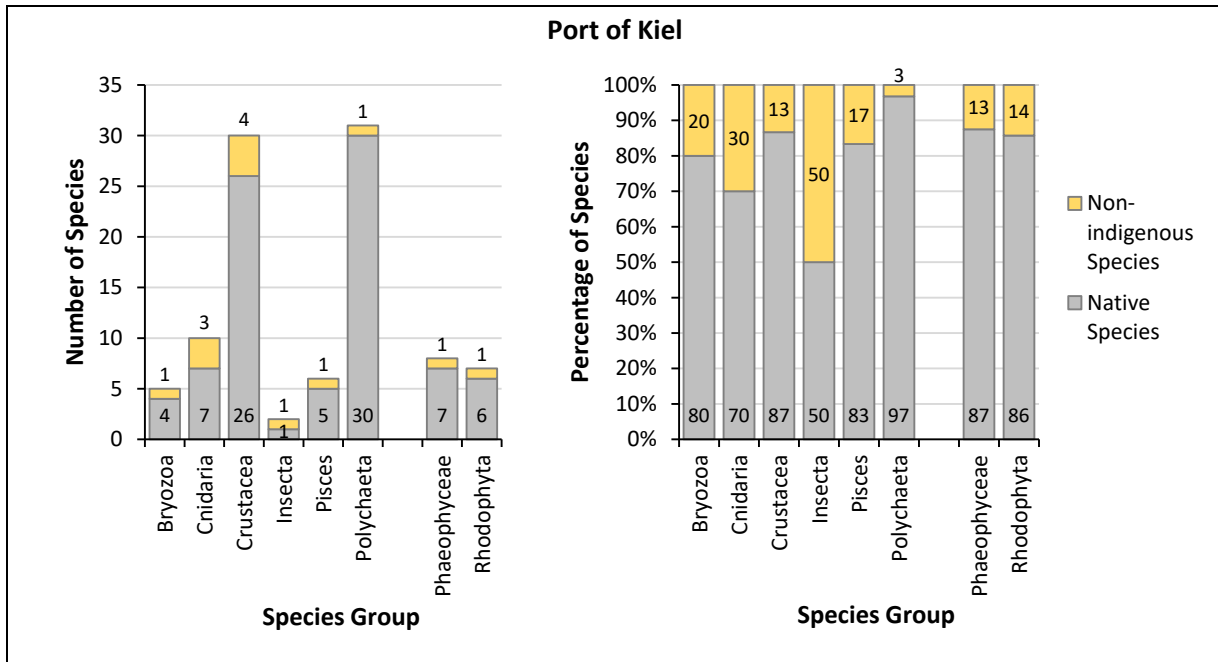 Port of Kiel
Number of Species
35
30
25
20
15
10
5
0
1
3
4
1
1
1
1
1
4
7
26
1
5
30
7
6
Bryozoa
Cnidaria
Crustacea
Insecta
Pisces
Polychaeta
Phaeophyceae
Rhodophyta
Species Group
Percentage of Species
100%
90%
80%
70%
60%
50%
40%
30%
20%
10%
0%
20
30
13
50
17
3
13
14
80
70
87
50
83
97
87
86
Bryozoa
Cnidaria
Crustacea
Insecta
Pisces
Polychaeta
Phaeophyceae
Rhodophyta
Species Group
Non-
indigenous
Species
Native
Species